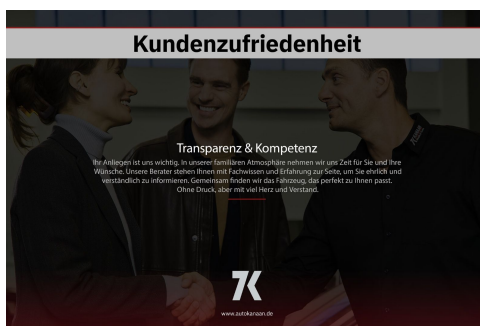 Kundenzufriedenheit
Transparenz & Kompetenz
Ihr Anliegen ist uns wichtig. In unserer familiären Atmosphäre nehmen wir uns Zeit für Sie und Ihre
Wünsche. Unsere Berater stehen Ihnen mit Fachwissen und Erfahrung zur Seite, um Sie ehrlich und
verständlich zu informieren. Gemeinsam finden wir das Fahrzeug, das perfekt zu Ihnen passt.
Ohne Druck, aber mit viel Herz und Verstand.
7K
www.autokanaan.de